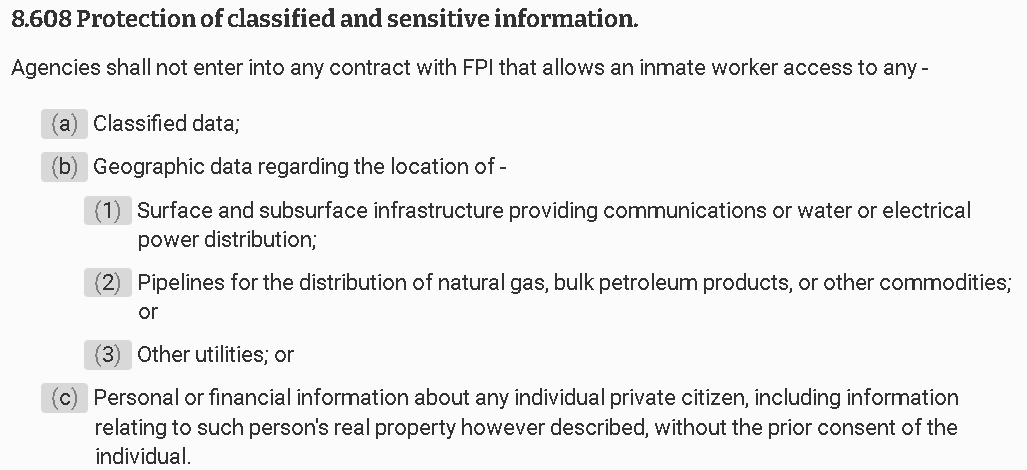 8.608 Protection of classified and sensitive information.
Agencies shall not enter into any contract with FPI that allows an inmate worker access to any -
(a) Classified data;
(b) Geographic data regarding the location of -
(1) Surface and subsurface infrastructure providing communications or water or electrical
power distribution;
(2) Pipelines for the distribution of natural gas, bulk petroleum products, or other commodities;
or
(3) Other utilities; or
(c) Personal or financial information about any individual private citizen, including information
relating to such person's real property however described, without the prior consent of the
individual.